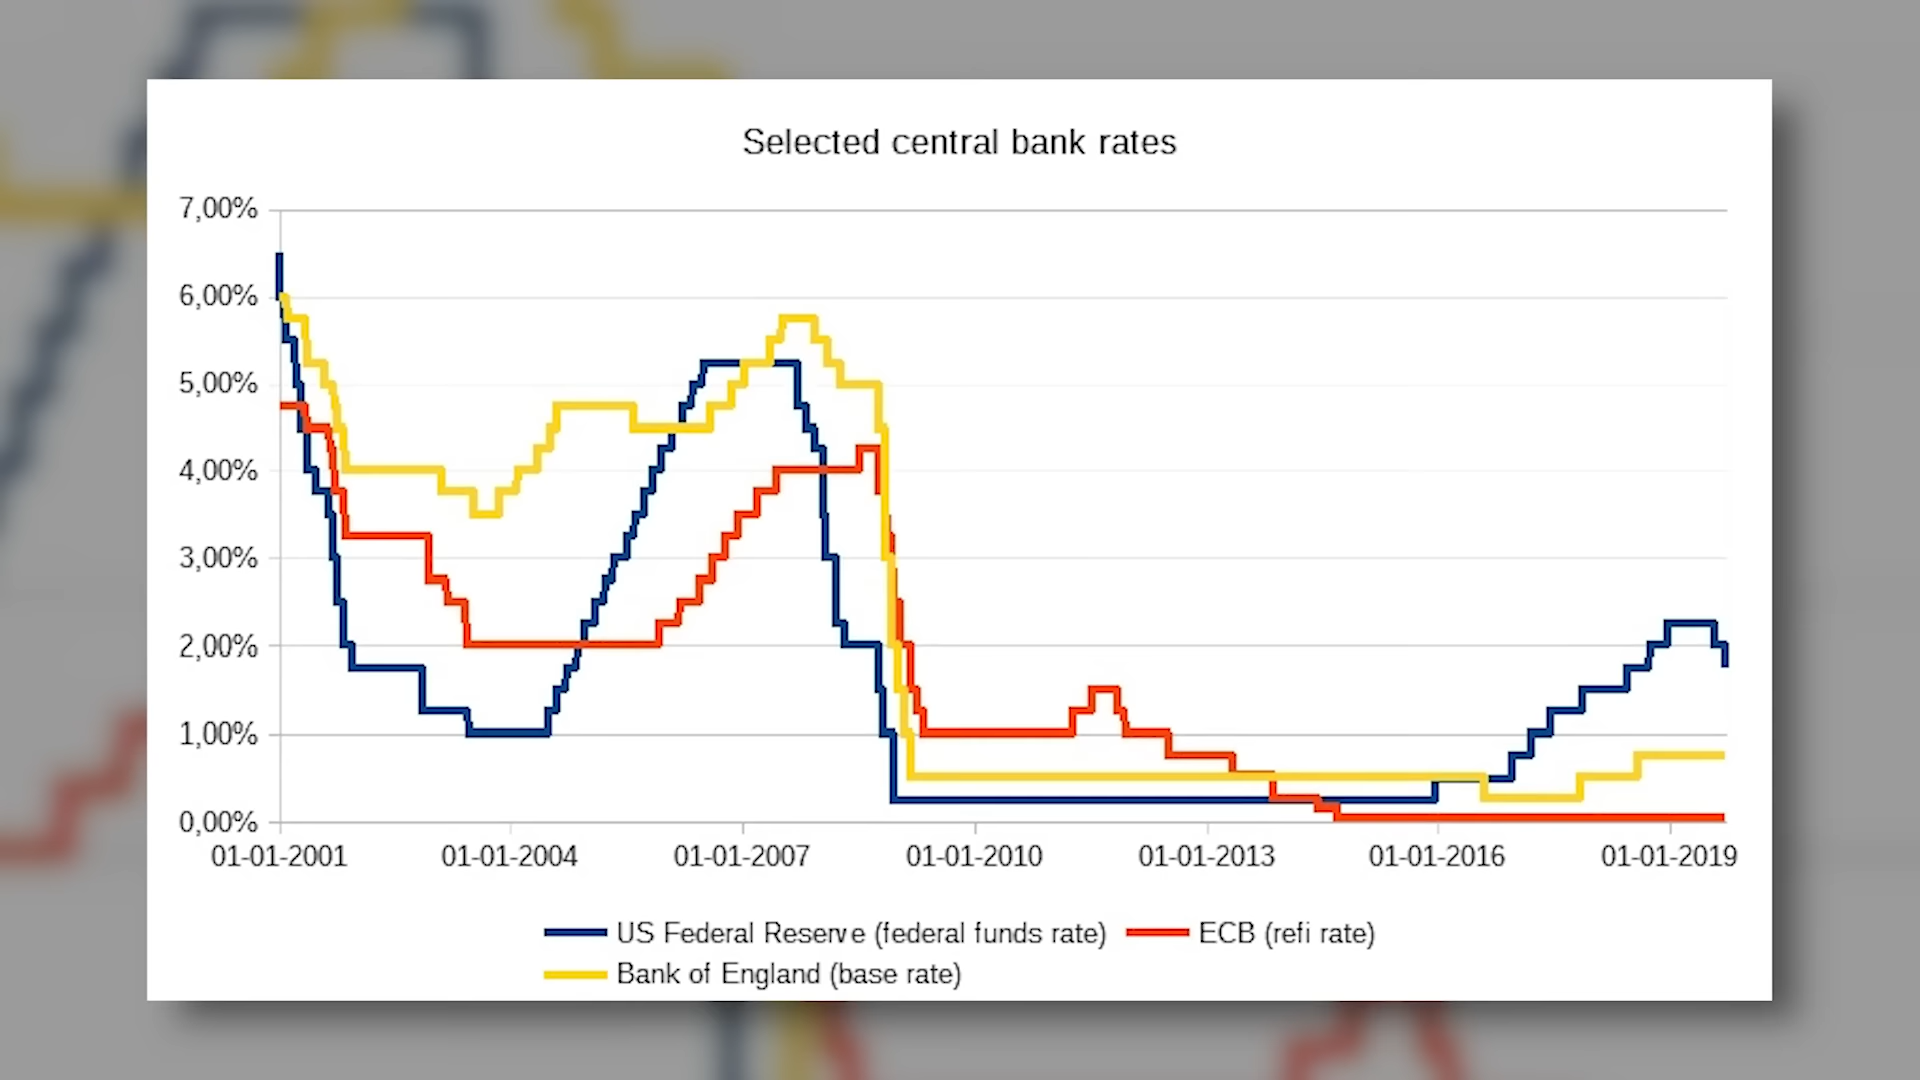 Selected central bank rates
7,00%
6,00%
5,00%
4,00%
3,00%
2,00%
1,00%
0,00%
01-01-2001 01-01-2004 01-01-2007 01-01-2010 01-01-2013 01-01-2016 01-01-2019
US Federal Reserve (federal funds rate) ECB (refi rate)
Bank of England (base rate)